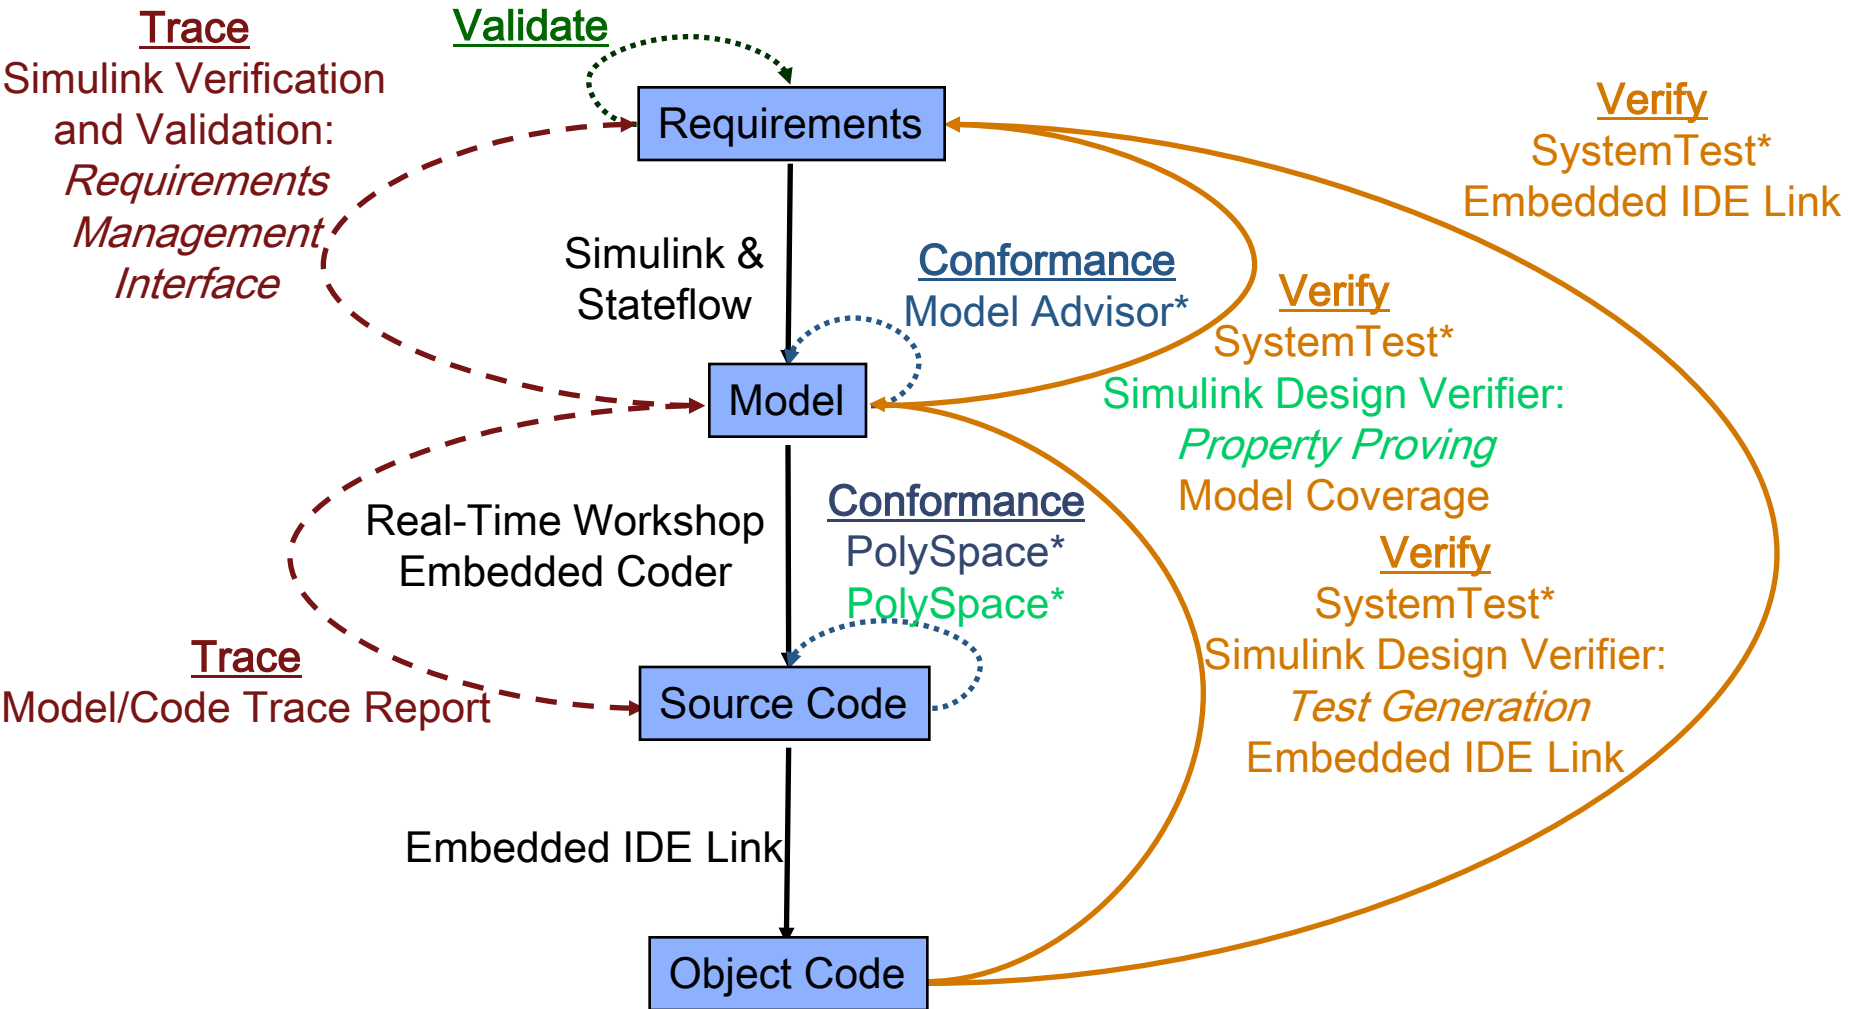 Trace
Simulink Verification
and Validation:
Requirements
Management
Interface
Validate
Requirements
Verify
SystemTest*
Embedded IDE Link
Simulink &
Stateflow
Conformance
Model Advisor*
Verify
SystemTest*
Simulink Design Verifier:
Property Proving
Model Coverage
Model
Real-Time Workshop
Embedded Coder
Conformance
PolySpace*
PolySpace*
Verify
SystemTest*
Simulink Design Verifier:
Test Generation
Embedded IDE Link
Trace
Model/Code Trace Report
Source Code
Embedded IDE Link
Object Code